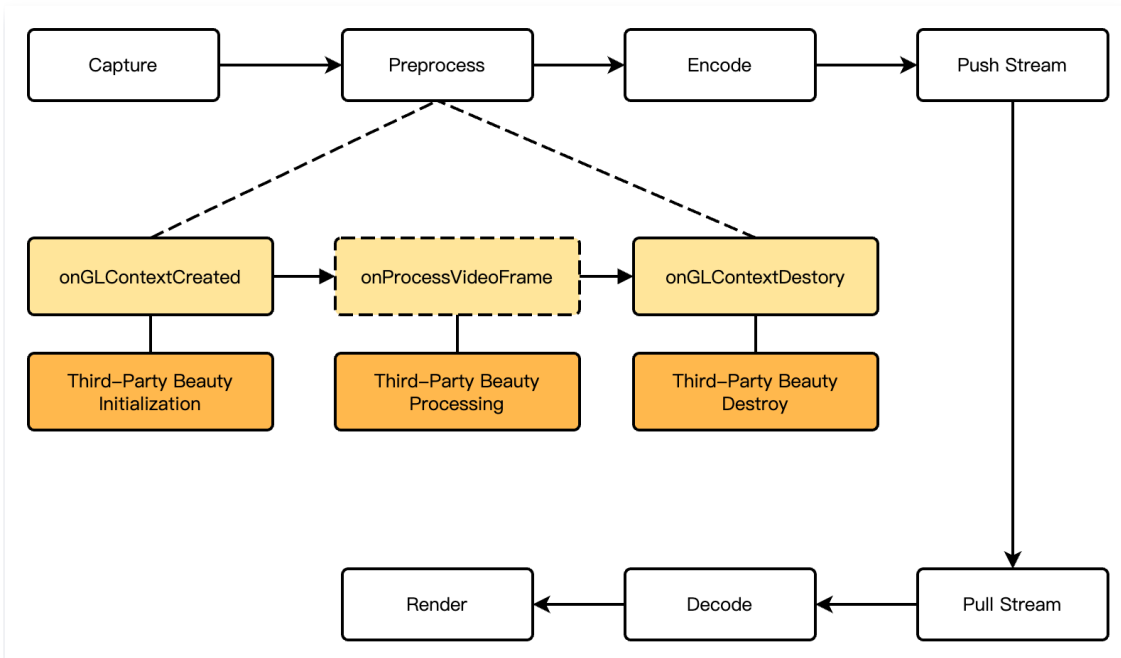 Capture
Preprocess
Encode
Push Stream
onGLContextCreated
onProcessVideoFrame
onGLContextDestory
Third-Party Beauty
Initialization
Third-Party Beauty
Processing
Third-Party Beauty
Destroy
Render
Decode
Pull Stream